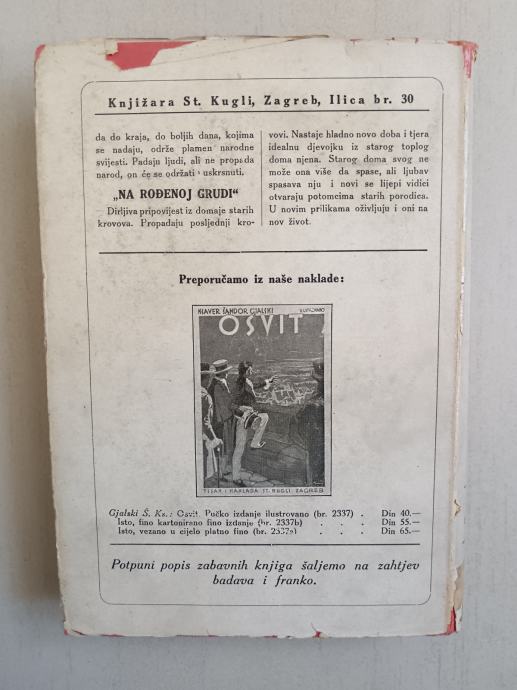 Knjižara St. Kugli, Zagreb, Ilica br. 30
da do kraja, do boljih dana, kojima
se nadaju, održe plamen narodne
svijesti. Padaju ljudi, ali ne propada
narod, on će se održati i uskrsnuti.
„NA ROĐENOJ GRUDI“
Dirljiva pripovijest iz domaje starih
krovova. Propadaju posljednji kro-
vovi. Nastaje hladno novo doba i tjera
idealnu djevojku iz starog toplog
doma njena. Starog doma svog ne
može ona više da spase, ali ljubav
spasava nju i novi se lijepi vidici
otvaraju potomcima starih porodica.
U novim prilikama oživljuju i oni na
nov život.
Preporučamo iz naše naklade:
KSAVER ŠANDOR GJALSKI
OSVIT
TISAK I NAKLADA ST. KUGLI ZAGREB
Gjalski Š. Ks.: Osvit. Pučko izdanje ilustrovano (br. 2337) . Din 40.—
Isto, fino kartonirano fino izdanje (br. 2337b) . . . Din 55.—
Isto, vezano u cijelo platno fino (br. 2337a) . . . Din 65.—
Potpuni popis zabavnih knjiga šaljemo na zahtjev
badava i franko.